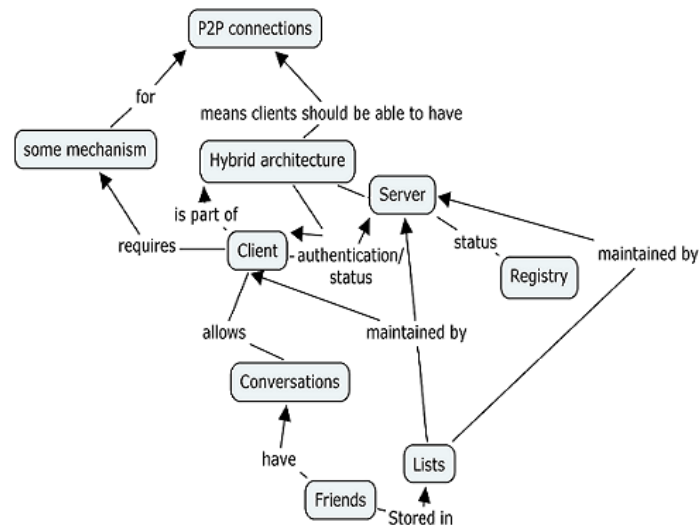 P2P connections
for
means clients should be able to have
some mechanism
Hybrid architecture
Server
is part of
requires
Client
authentication/
status
status
maintained by
Registry
allows
maintained by
Conversations
have
Lists
Friends
Stored in